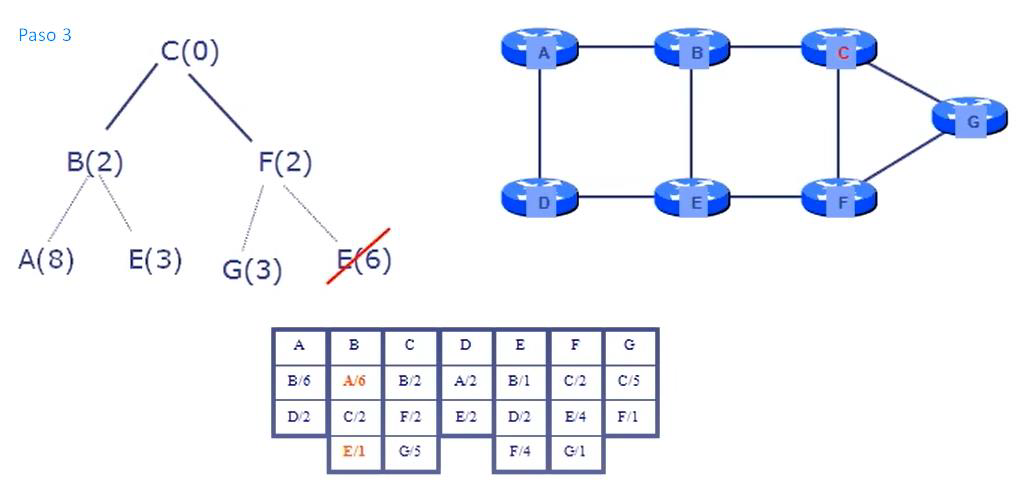 Paso 3
C(0)
B(2) F(2)
A(8) E(3) G(3) E(6)
A B C
G
D E F
A B C D E F G
B/6 A/6 B/2 A/2 B/1 C/2 C/5
D/2 C/2 F/2 E/2 D/2 E/4 F/1
E/1 G/5 F/4 G/1